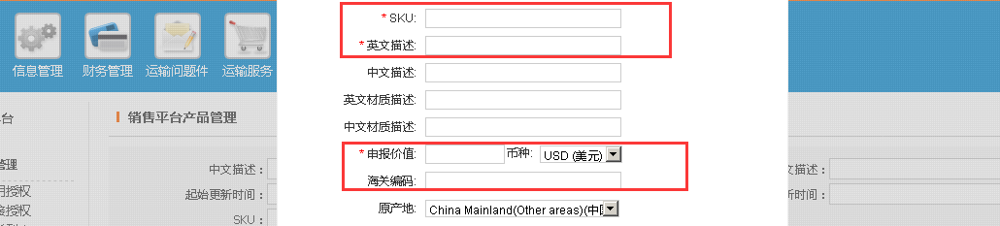 * SKU:
* 英文描述:
中文描述:
英文材质描述:
中文材质描述:
* 申报价值: 币种: USD (美元)
海关编码:
原产地: China Mainland(Other areas)(中
信息管理 财务管理 运输问题件 运输服务
台
销售平台产品管理
管理
中文描述: 文描述:
授权 起始更新时间: 新时间:
接授权
SKU: